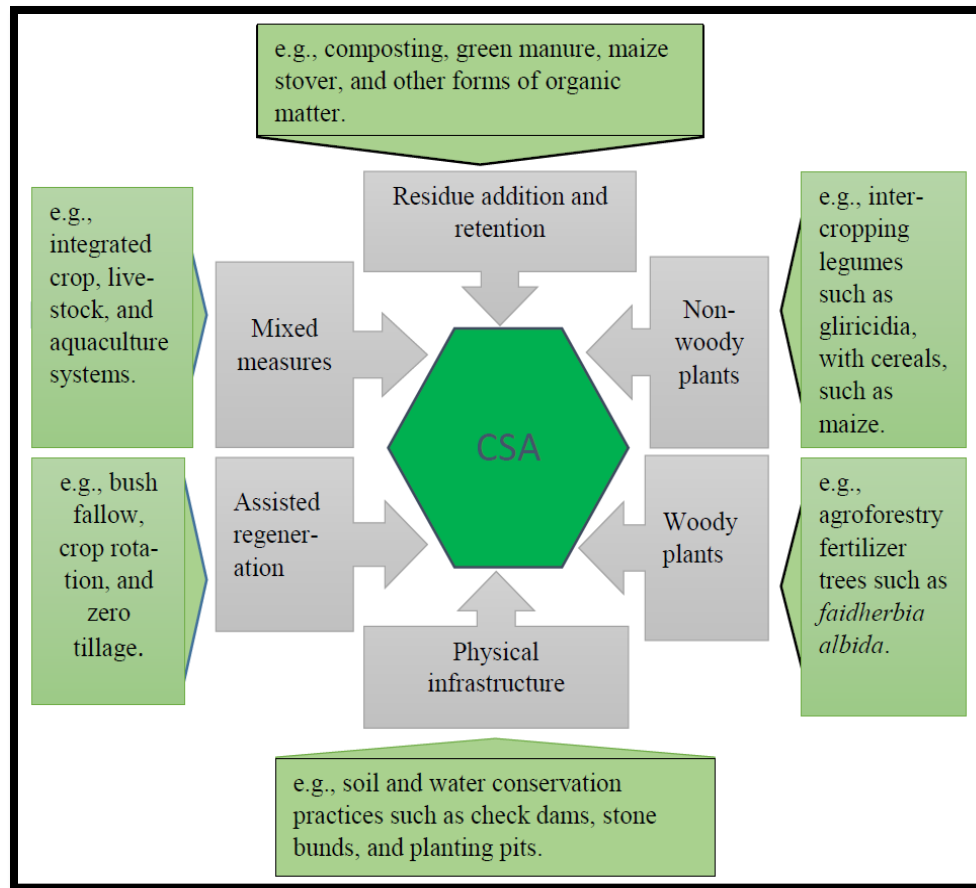 e.g., composting, green manure, maize
stover, and other forms of organic
matter.
Residue addition and
retention
e.g.,
integrated
crop, live-
stock, and
aquaculture
systems.
Mixed
measures
Non-
woody
plants
e.g., inter-
cropping
legumes
such as
gliricidia,
with cereals,
such as
maize.
CSA
e.g., bush
fallow,
crop rota-
tion, and
zero
tillage.
Assisted
regener-
ation
Woody
plants
e.g.,
agroforestry
fertilizer
trees such as
faidherbia
albida.
Physical
infrastructure
e.g., soil and water conservation
practices such as check dams, stone
bunds, and planting pits.